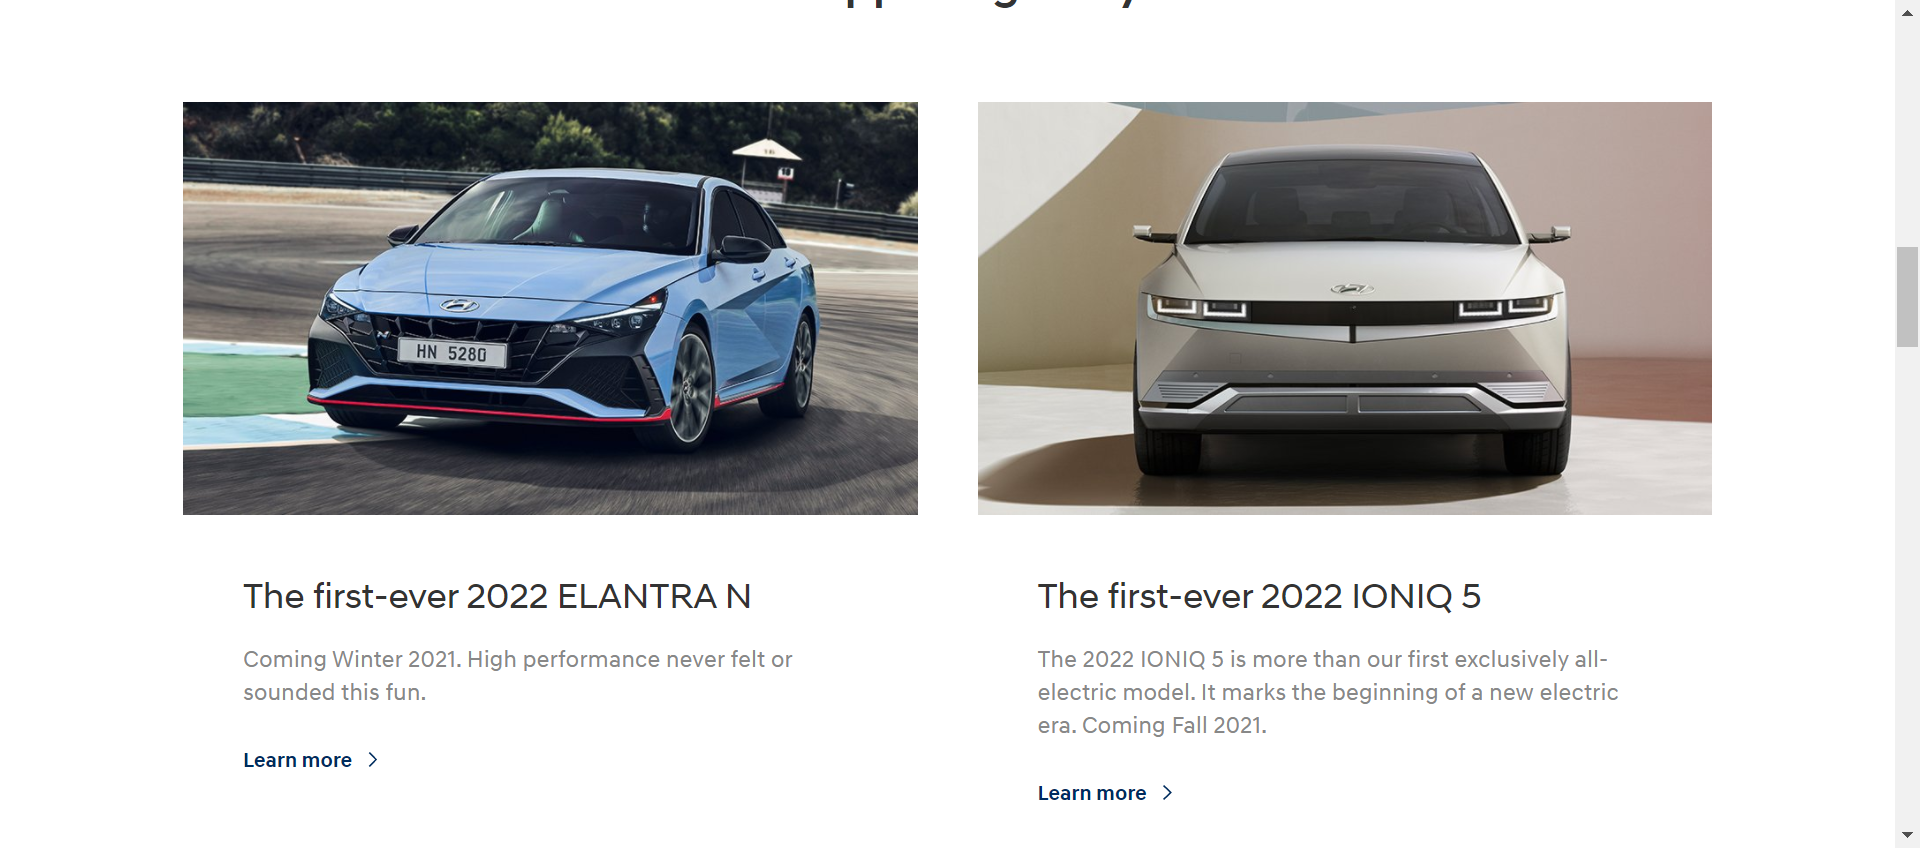 HN 5280
The first-ever 2022 ELANTRA N
Coming Winter 2021. High performance never felt or
sounded this fun.
Learn more
The first-ever 2022 IONIQ 5
The 2022 IONIQ 5 is more than our first exclusively all-
electric model. It marks the beginning of a new electric
era. Coming Fall 2021.
Learn more